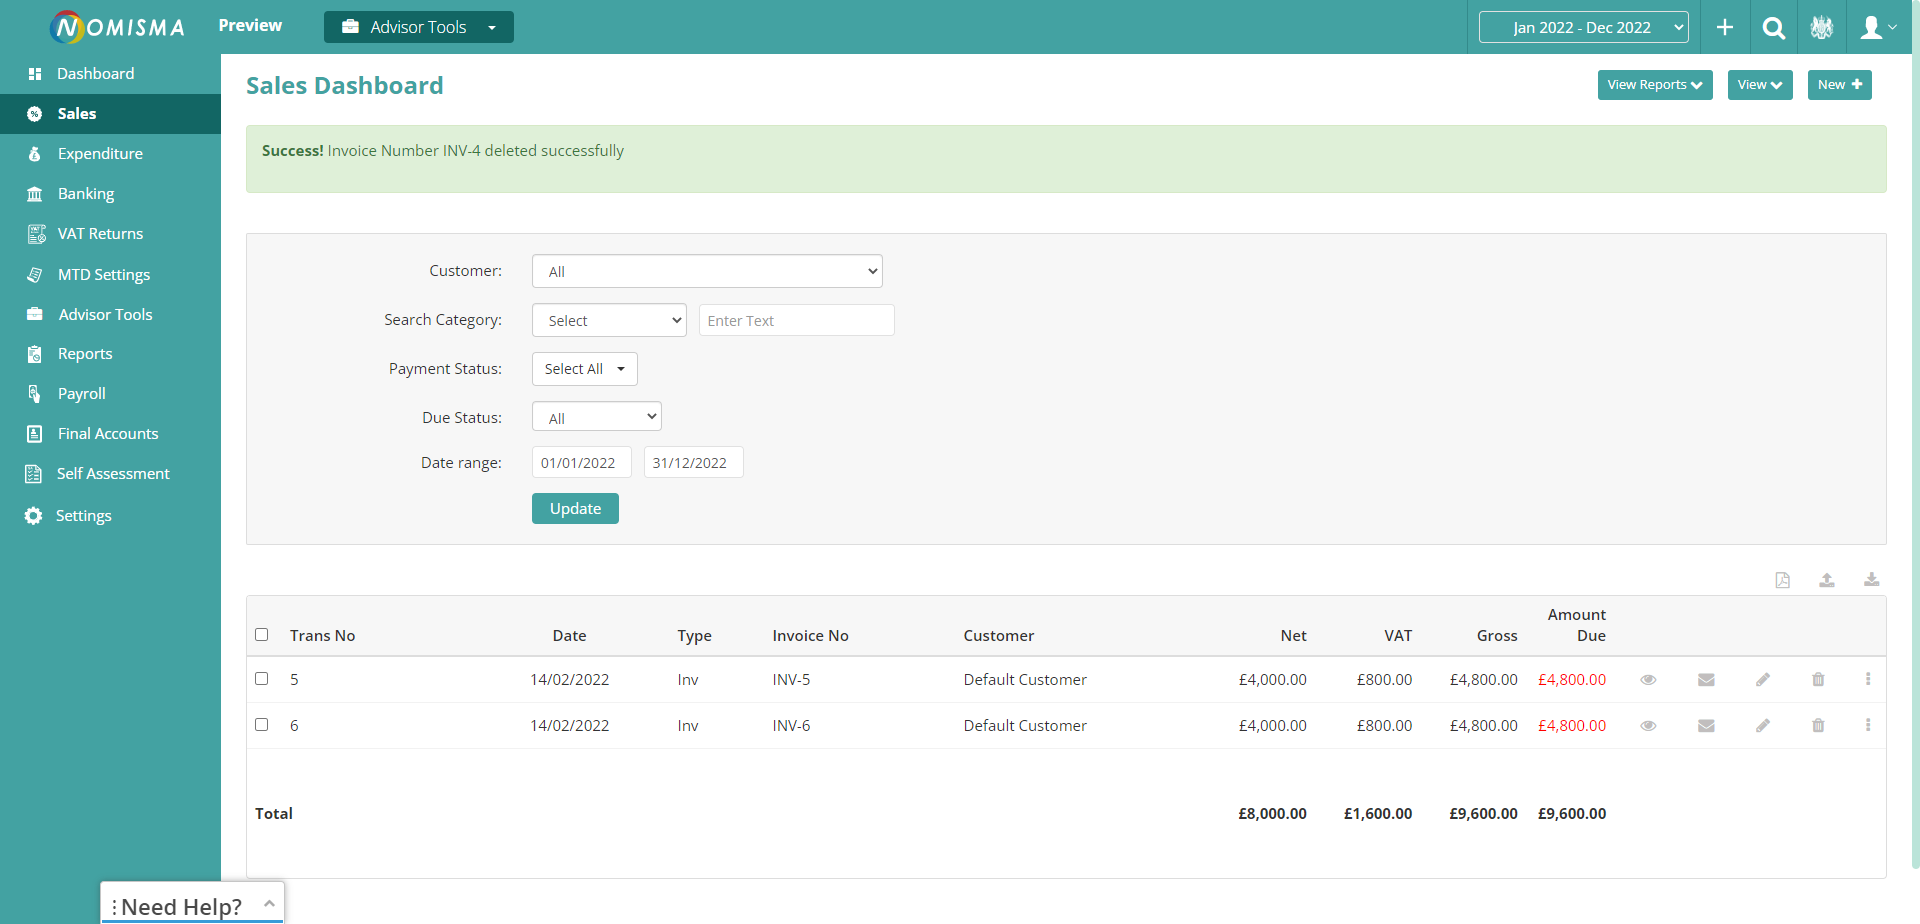 NOMISMA
Preview
Advisor Tools
Jan 2022 - Dec 2022
Dashboard
Sales
Expenditure
Banking
VAT Returns
MTD Settings
Advisor Tools
Reports
Payroll
Final Accounts
Self Assessment
Settings
Sales Dashboard
View Reports
View
New
Success! Invoice Number INV-4 deleted successfully
Customer: All
Search Category: Select Enter Text
Payment Status: Select All
Due Status: All
Date range: 01/01/2022 31/12/2022
Update
Trans No Date Type Invoice No Customer Net VAT Gross Amount Due
5 14/02/2022 Inv INV-5 Default Customer £4,000.00 £800.00 £4,800.00 £4,800.00
6 14/02/2022 Inv INV-6 Default Customer £4,000.00 £800.00 £4,800.00 £4,800.00
Total £8,000.00 £1,600.00 £9,600.00 £9,600.00
Need Help?